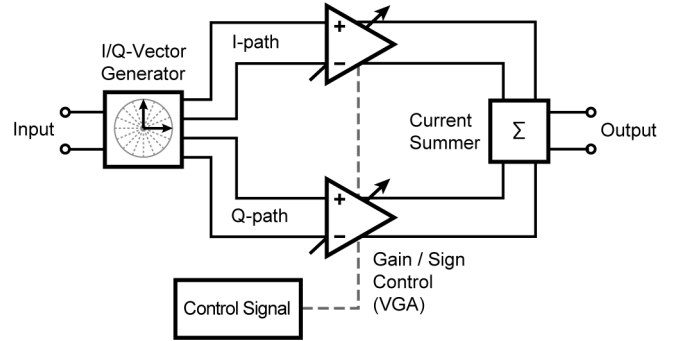 I/Q-Vector
Generator
I-path
+
−
Input
Current
Summer
Σ
Output
Q-path
+
−
Gain / Sign
Control
(VGA)
Control Signal